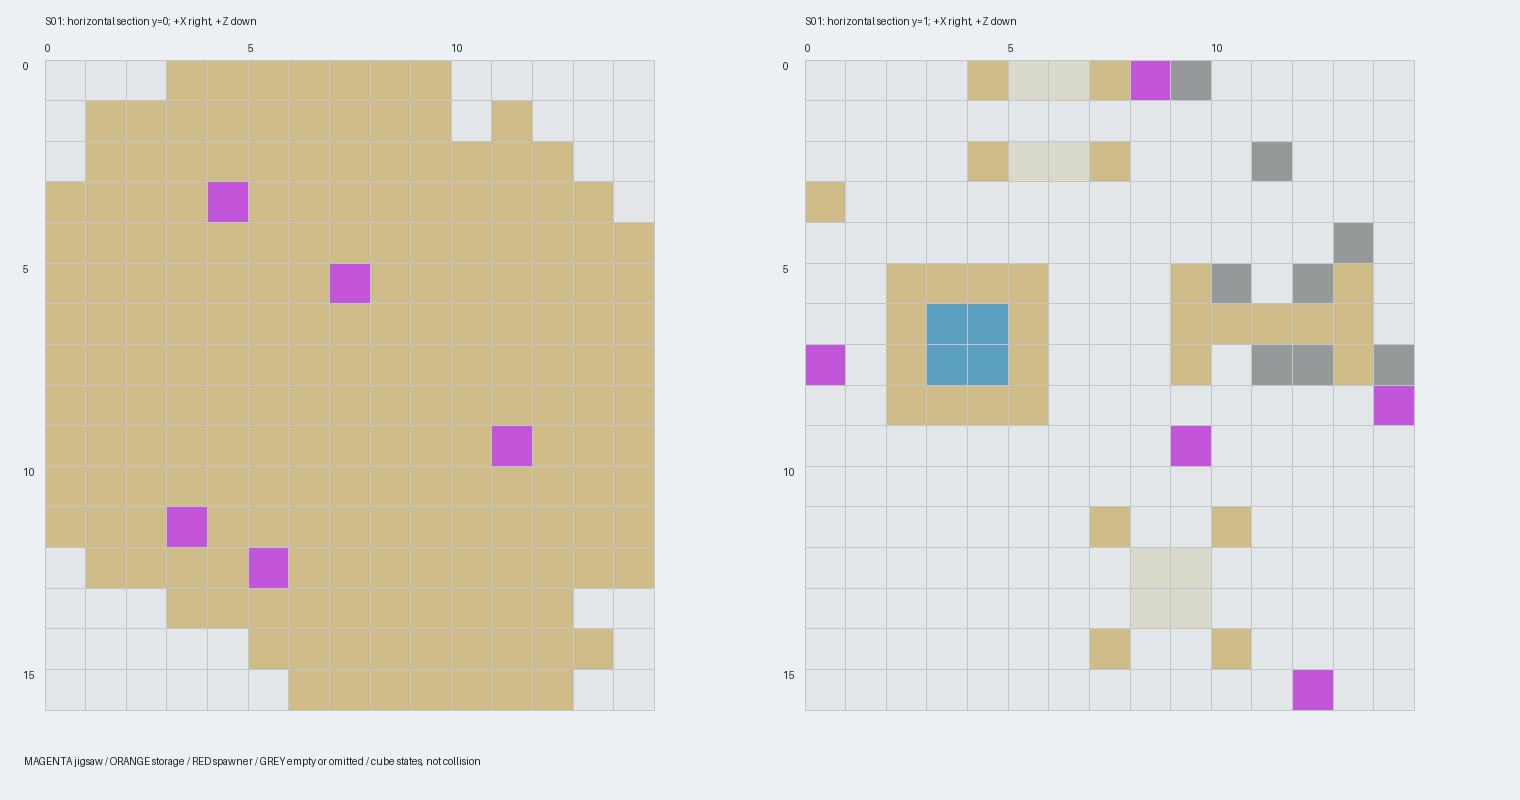 S01: horizontal section y=0; +X right, +Z down
S01: horizontal section y=1; +X right, +Z down
0 5 10
0 5 10
0
0
5
5
10
10
15
15
MAGENTA jigsaw / ORANGE storage / RED spawner / GREY empty or omitted / cube states, not collision